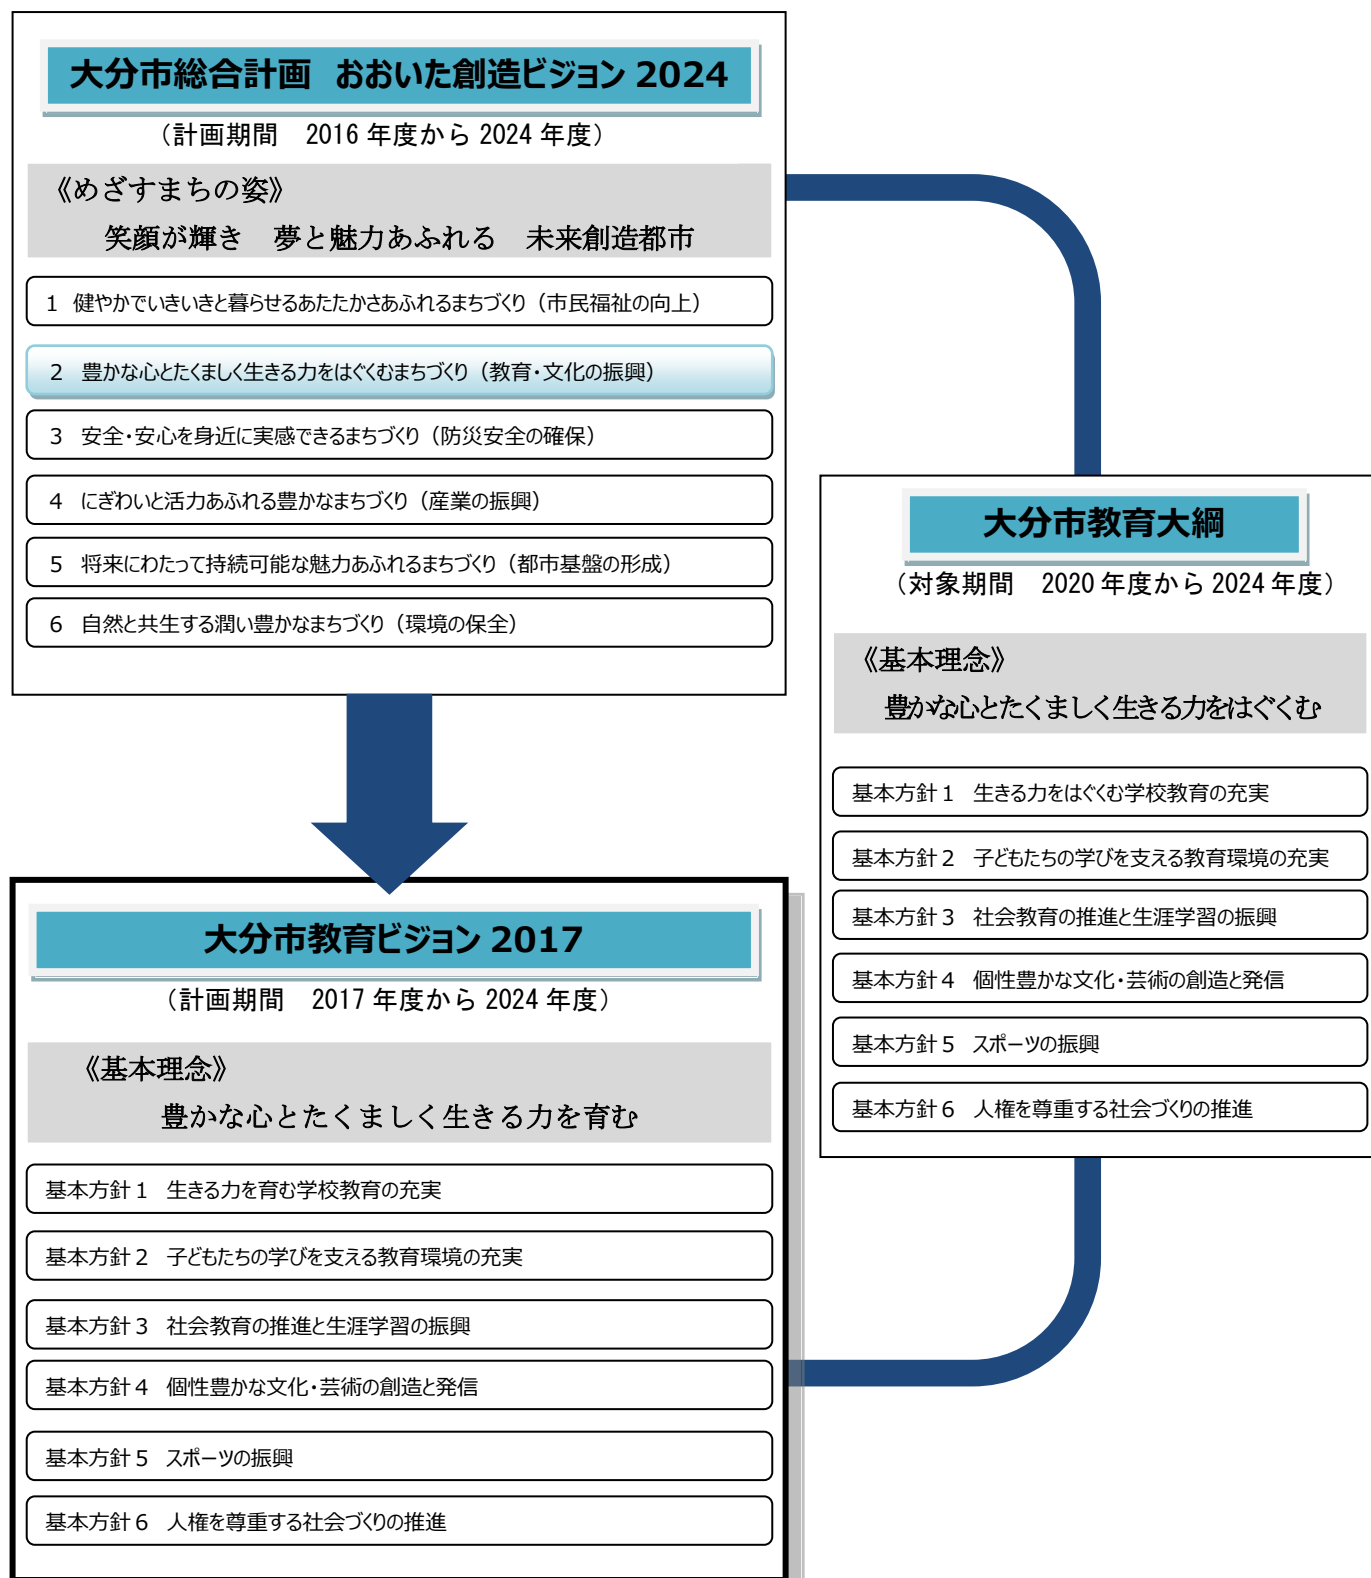 大分市総合計画　おおいた創造ビジョン 2024
（計画期間　2016 年度から 2024 年度）
《めざすまちの姿》
笑顔が輝き　夢と魅力あふれる　未来創造都市
1　健やかでいきいきと暮らせるあたたかさあふれるまちづくり（市民福祉の向上）
2　豊かな心とたくましく生きる力をはぐくむまちづくり（教育・文化の振興）
3　安全・安心を身近に実感できるまちづくり（防災安全の確保）
4　にぎわいと活力あふれる豊かなまちづくり（産業の振興）
5　将来にわたって持続可能な魅力あふれるまちづくり（都市基盤の形成）
6　自然と共生する潤い豊かなまちづくり（環境の保全）
大分市教育大綱
（対象期間　2020 年度から 2024 年度）
《基本理念》
豊かな心とたくましく生きる力をはぐくむ
基本方針 1　生きる力をはぐくむ学校教育の充実
基本方針 2　子どもたちの学びを支える教育環境の充実
基本方針 3　社会教育の推進と生涯学習の振興
基本方針 4　個性豊かな文化・芸術の創造と発信
基本方針 5　スポーツの振興
基本方針 6　人権を尊重する社会づくりの推進
大分市教育ビジョン 2017
（計画期間　2017 年度から 2024 年度）
《基本理念》
豊かな心とたくましく生きる力を育む
基本方針 1　生きる力を育む学校教育の充実
基本方針 2　子どもたちの学びを支える教育環境の充実
基本方針 3　社会教育の推進と生涯学習の振興
基本方針 4　個性豊かな文化・芸術の創造と発信
基本方針 5　スポーツの振興
基本方針 6　人権を尊重する社会づくりの推進